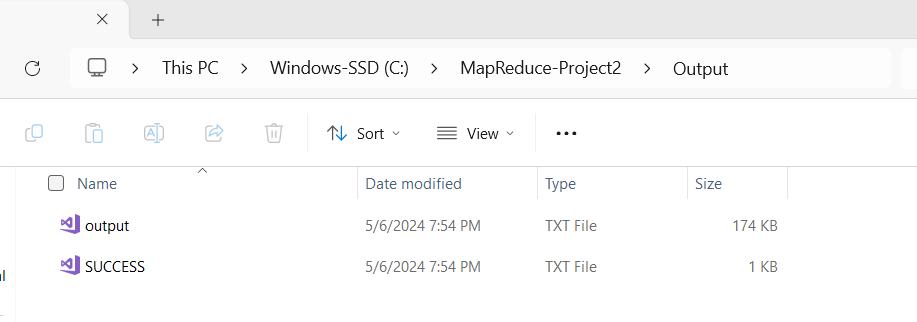 This PC > Windows-SSD (C:) > MapReduce-Project2 > Output
Sort View
Name Date modified Type Size
output 5/6/2024 7:54 PM TXT File 174 KB
SUCCESS 5/6/2024 7:54 PM TXT File 1 KB